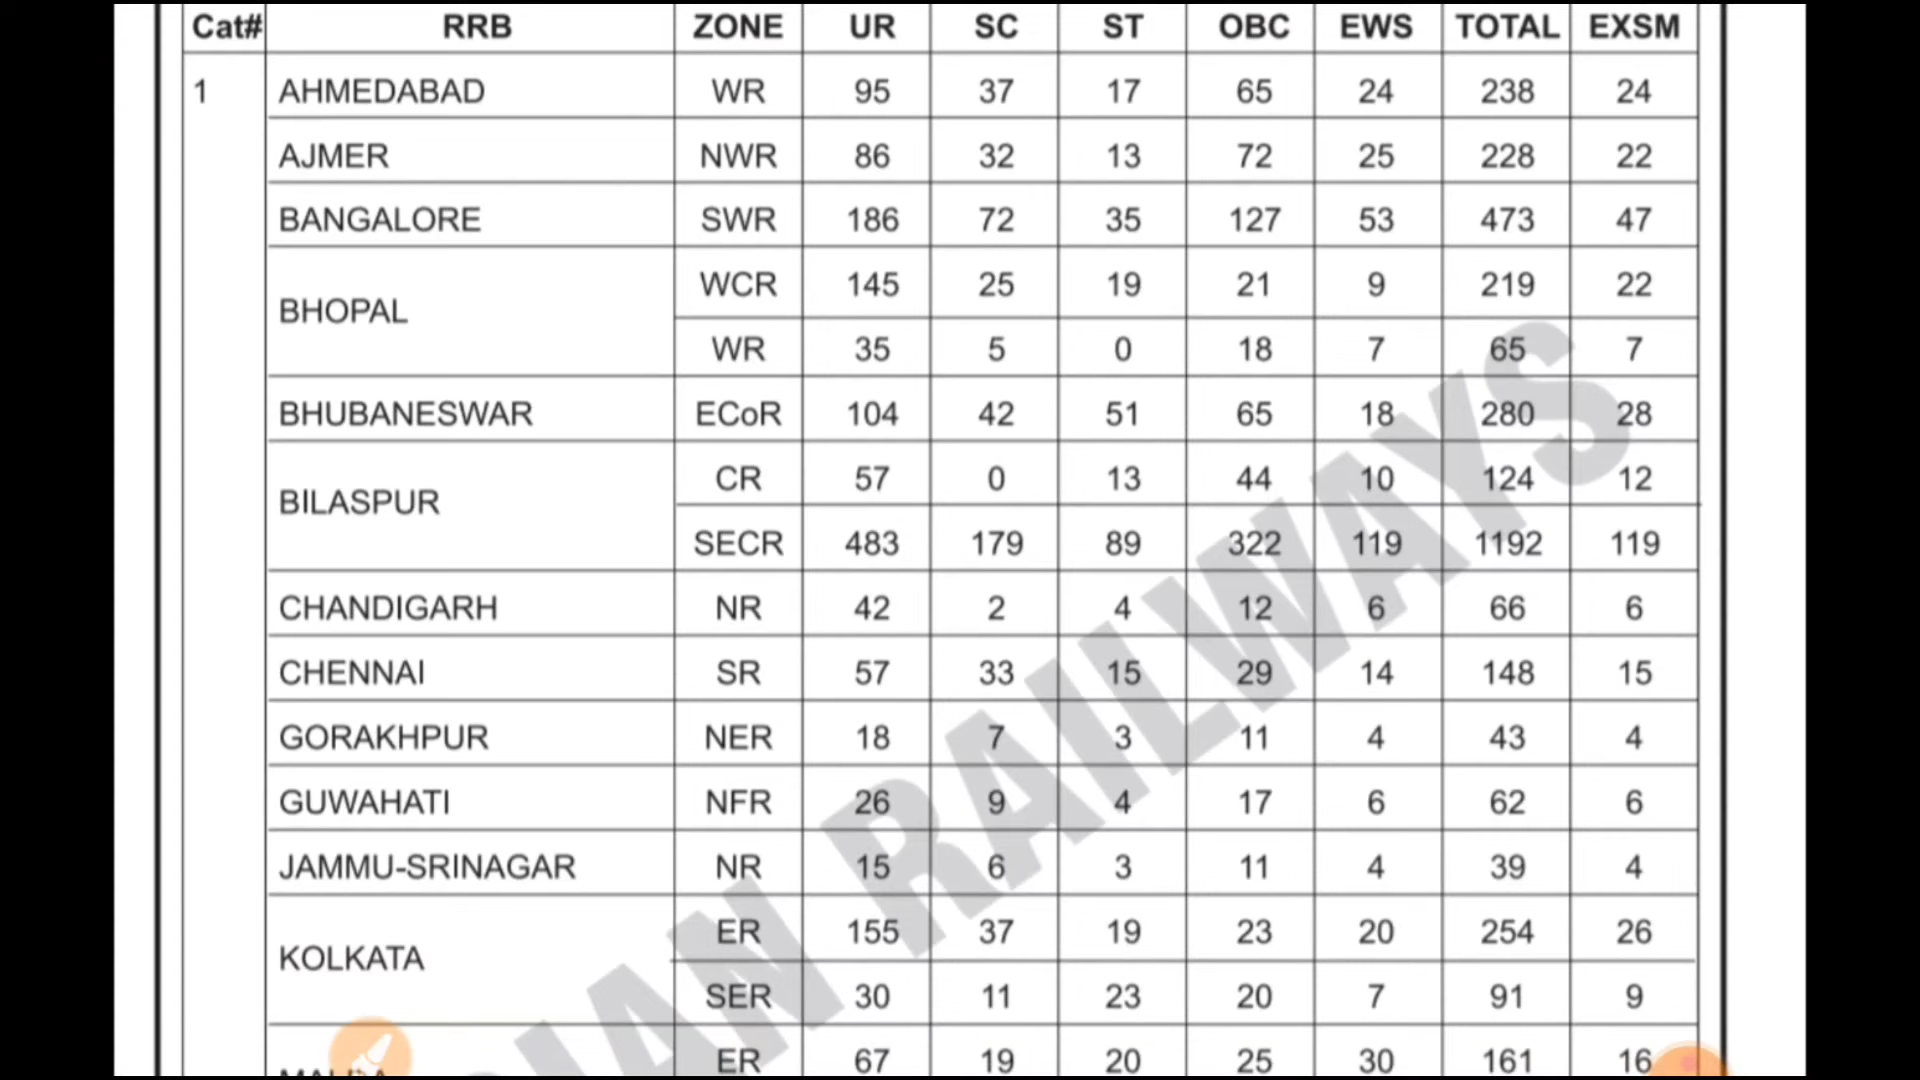 Cat# RRB ZONE UR SC ST OBC EWS TOTAL EXSM
1 AHMEDABAD WR 95 37 17 65 24 238 24
AJMER NWR 86 32 13 72 25 228 22
BANGALORE SWR 186 72 35 127 53 473 47
BHOPAL WCR 145 25 19 21 9 219 22
WR 35 5 0 18 7 65 7
BHUBANESWAR ECoR 104 42 51 65 18 280 28
BILASPUR CR 57 0 13 44 10 124 12
SECR 483 179 89 322 119 1192 119
CHANDIGARH NR 42 2 4 12 6 66 6
CHENNAI SR 57 33 15 29 14 148 15
GORAKHPUR NER 18 7 3 11 4 43 4
GUWAHATI NFR 26 9 4 17 6 62 6
JAMMU-SRINAGAR NR 15 6 3 11 4 39 4
KOLKATA ER 155 37 19 23 20 254 26
SER 30 11 23 20 7 91 9
ER 67 19 20 25 30 161 16
RAILWAYS